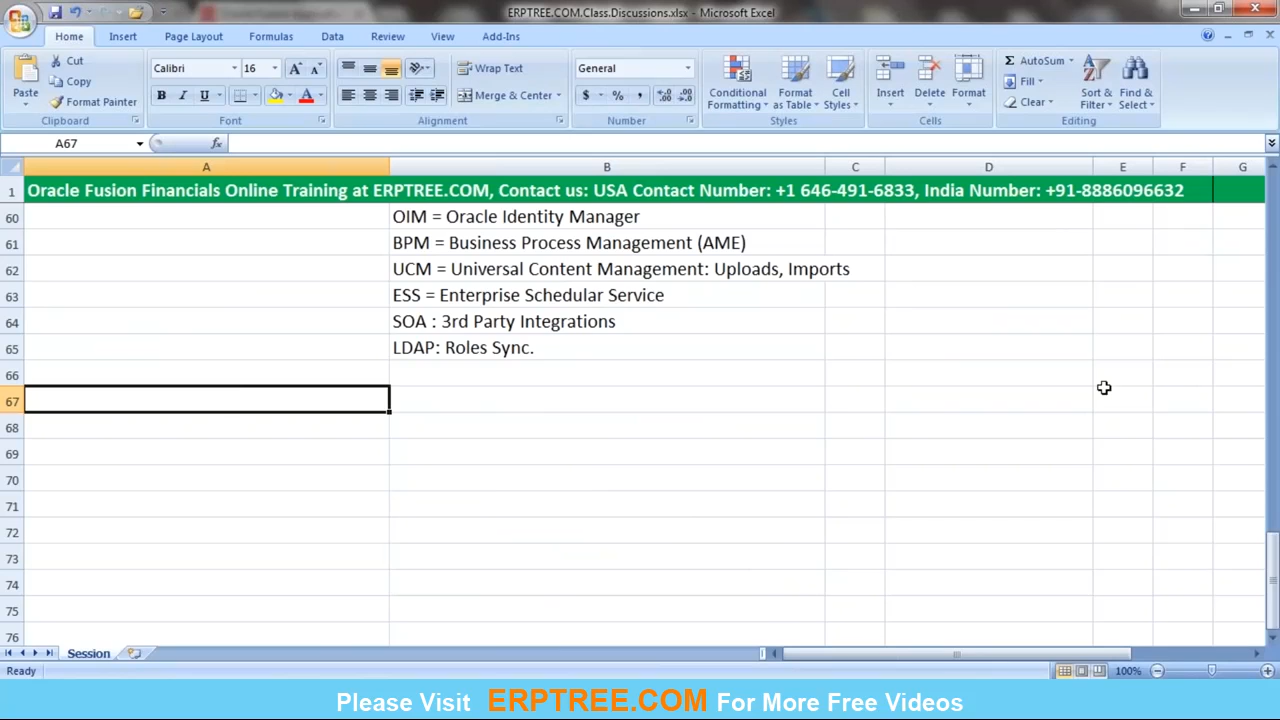 ERPTREE.COM.Class.Discussions.xlsx - Microsoft Excel
Home Insert Page Layout Formulas Data Review View Add-Ins
Paste Cut Copy Format Painter Clipboard
Calibri 16 A A B I U A Font
Wrap Text Merge & Center Alignment
General $ % , .0 .00 .00 .0 Number
Conditional Formatting Format as Table Cell Styles Styles
Insert Delete Format Cells
Σ AutoSum Fill Clear Sort & Filter Find & Select Editing
A67 fx
A B C D E F G
1 Oracle Fusion Financials Online Training at ERPTREE.COM, Contact us: USA Contact Number: +1 646-491-6833, India Number: +91-8886096632
60 OIM = Oracle Identity Manager
61 BPM = Business Process Management (AME)
62 UCM = Universal Content Management: Uploads, Imports
63 ESS = Enterprise Schedular Service
64 SOA : 3rd Party Integrations
65 LDAP: Roles Sync.
66
67
68
69
70
71
72
73
74
75
76
Session
Ready 100%
Please Visit ERPTREE.COM For More Free Videos